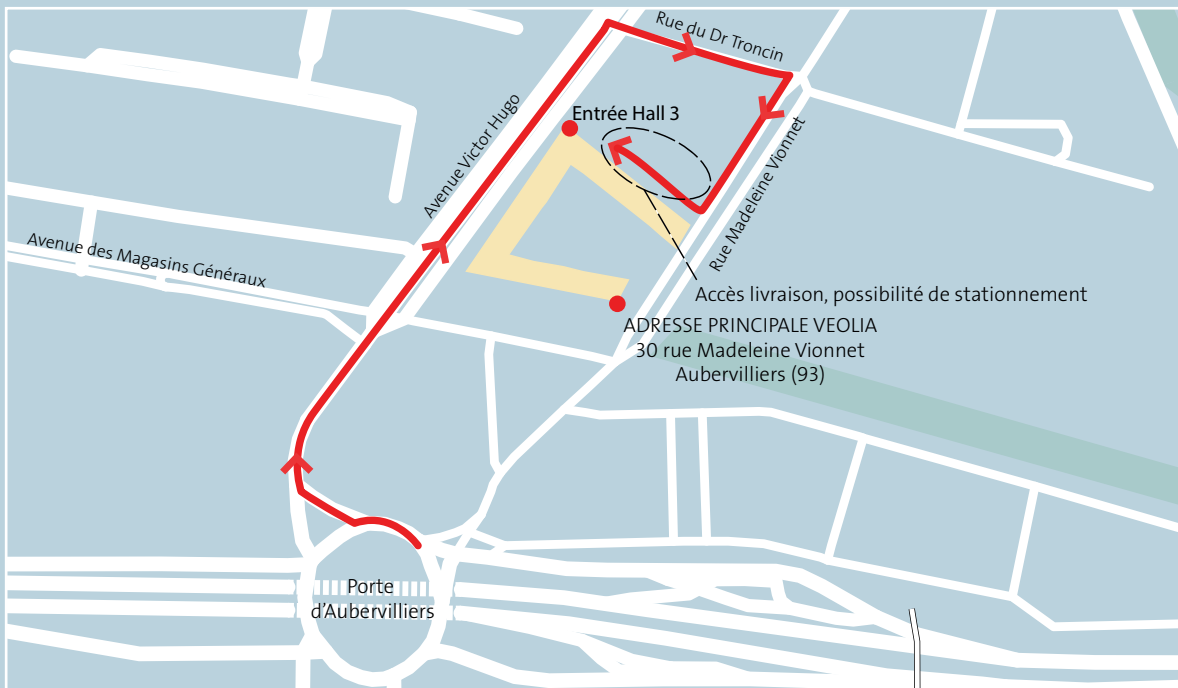 Rue du Dr Troncin
Entrée Hall 3
Avenue Victor Hugo
Rue Madeleine Vionnet
Avenue des Magasins Généraux
Accès livraison, possibilité de stationnement
ADRESSE PRINCIPALE VEOLIA
30 rue Madeleine Vionnet
Aubervilliers (93)
Porte
d'Aubervilliers